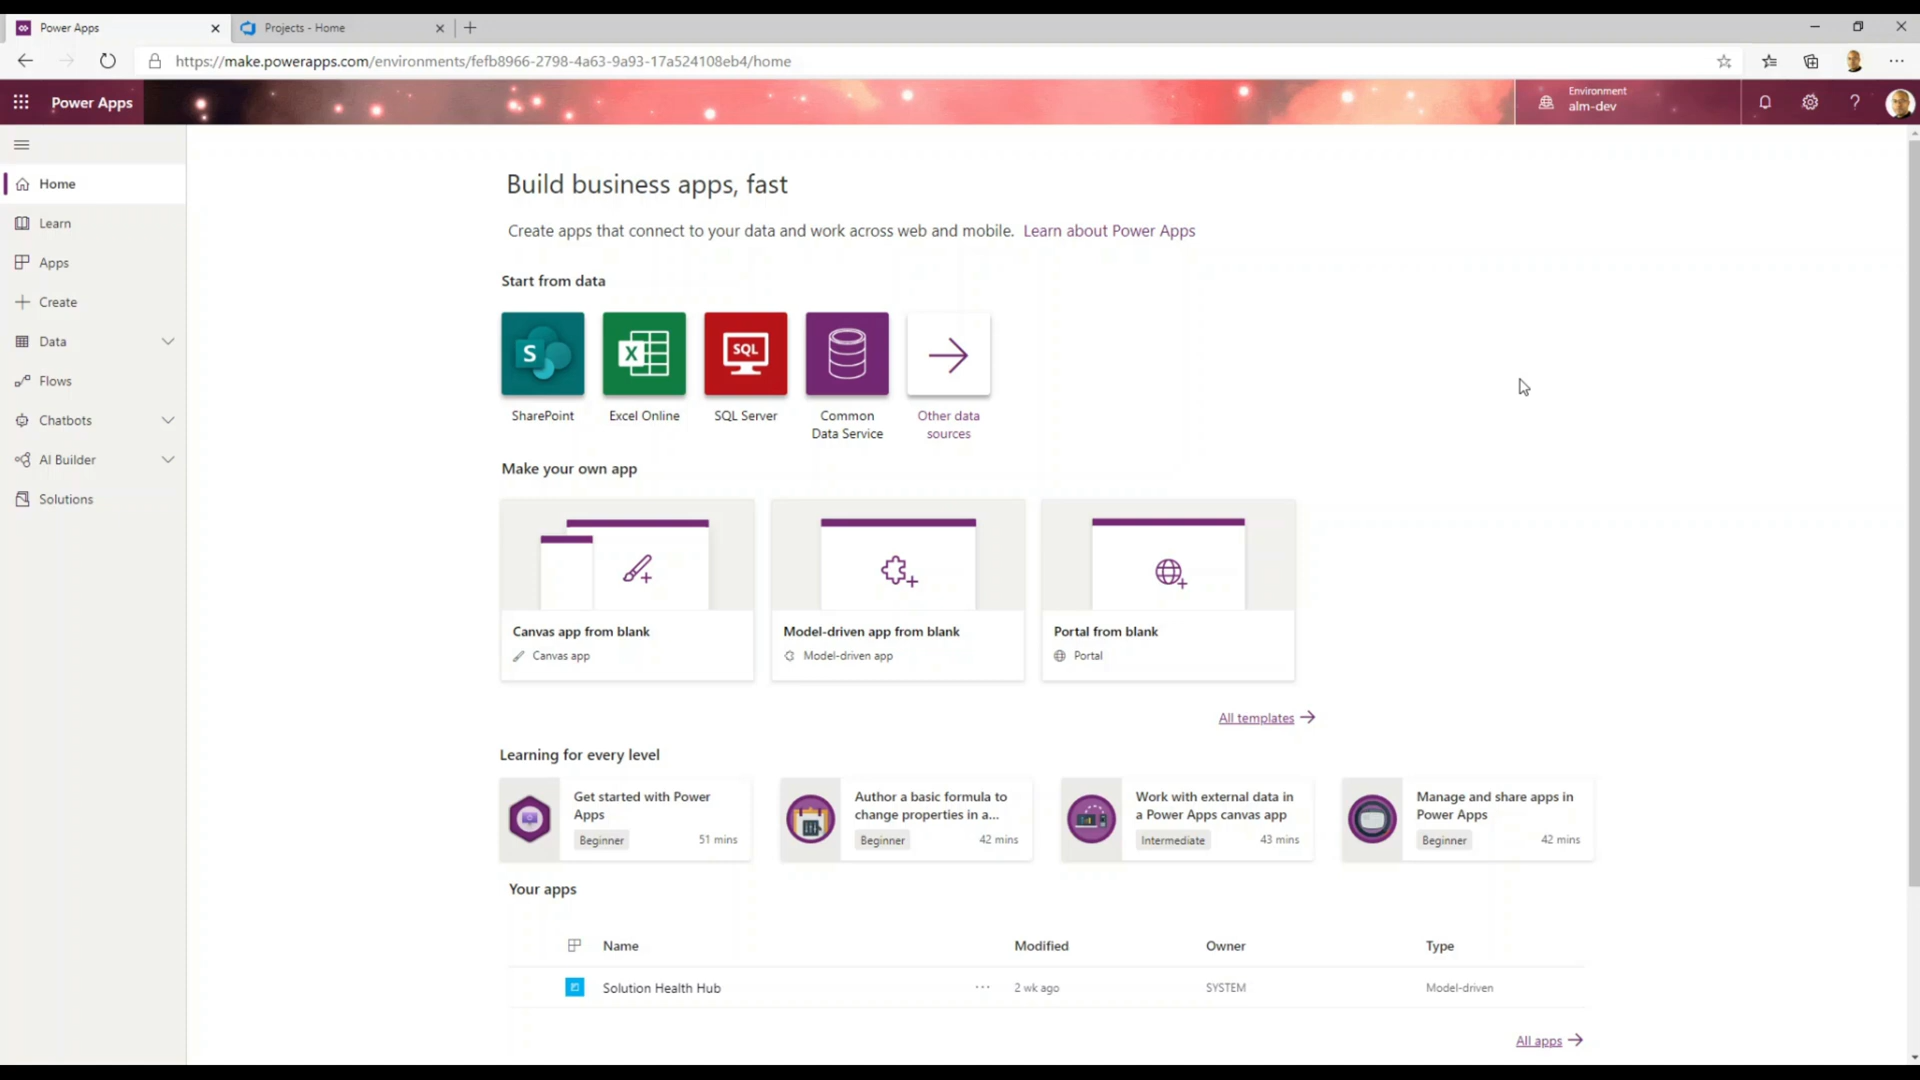 Power Apps
Projects - Home
https://make.powerapps.com/environments/fefb8966-2798-4a63-9a93-17a524108eb4/home
Power Apps
Environment
alm-dev
?
Home
Learn
Apps
Create
Data
Flows
Chatbots
AI Builder
Solutions
Build business apps, fast
Create apps that connect to your data and work across web and mobile. Learn about Power Apps
Start from data
S
X
SQL
SharePoint
Excel Online
SQL Server
Common
Data Service
Other data
sources
Make your own app
Canvas app from blank
Canvas app
Model-driven app from blank
Model-driven app
Portal from blank
Portal
All templates
Learning for every level
Get started with Power
Apps
Beginner 51 mins
Author a basic formula to
change properties in a...
Beginner 42 mins
Work with external data in
a Power Apps canvas app
Intermediate 43 mins
Manage and share apps in
Power Apps
Beginner 42 mins
Your apps
Name Modified Owner Type
Solution Health Hub ... 2 wk ago SYSTEM Model-driven
All apps